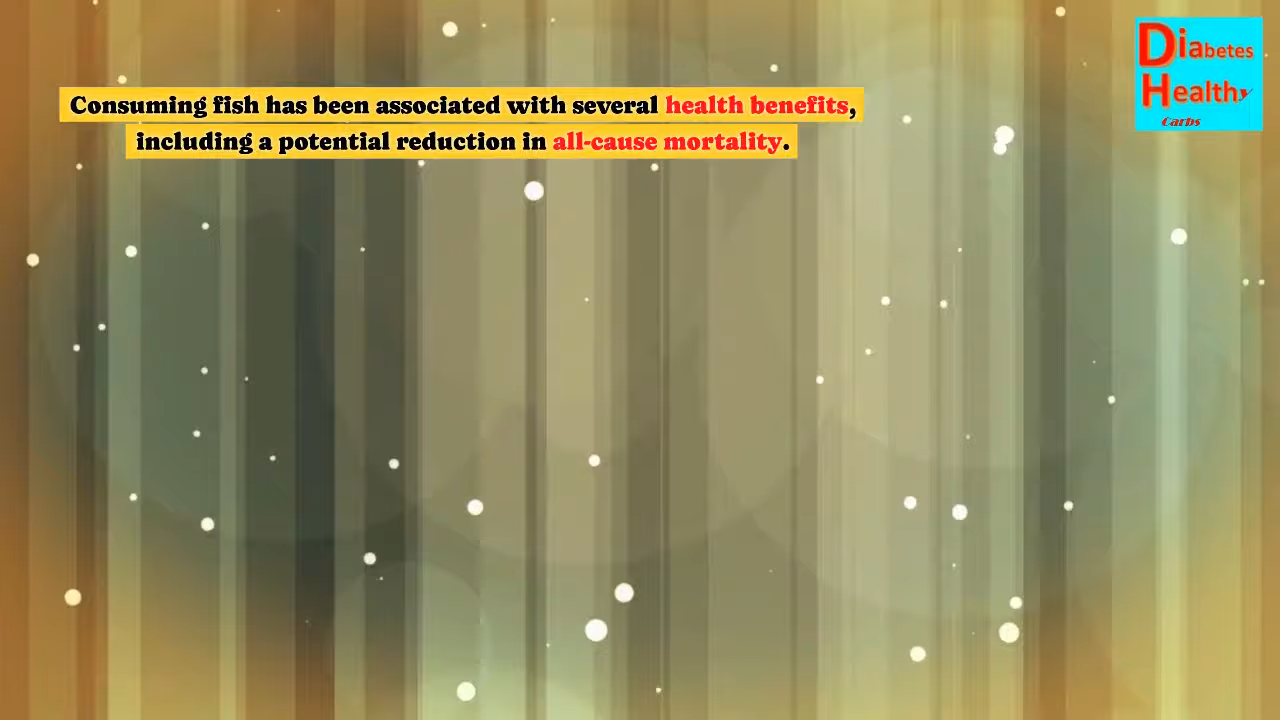 Consuming fish has been associated with several health benefits,
including a potential reduction in all-cause mortality.
Diabetes
Healthy
Carbs